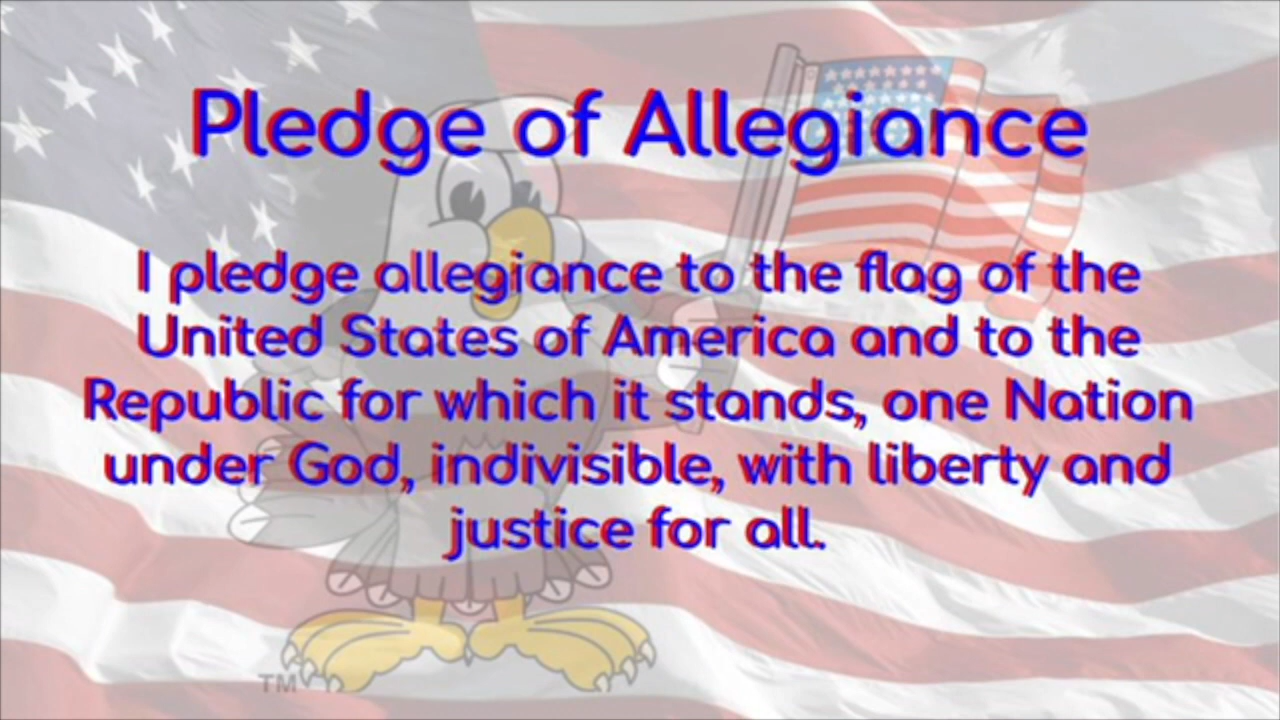 Pledge of Allegiance
I pledge allegiance to the flag of the
United States of America and to the
Republic for which it stands, one Nation
under God, indivisible, with liberty and
justice for all.
TM